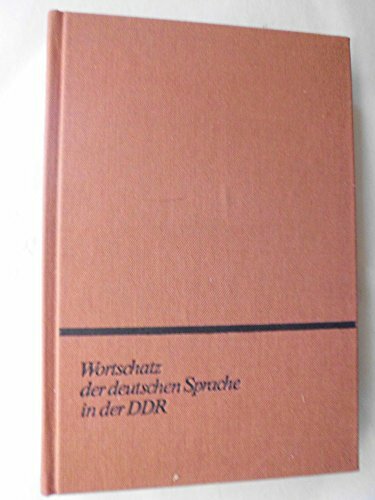 Wortschatz
der deutschen Sprache
in der DDR